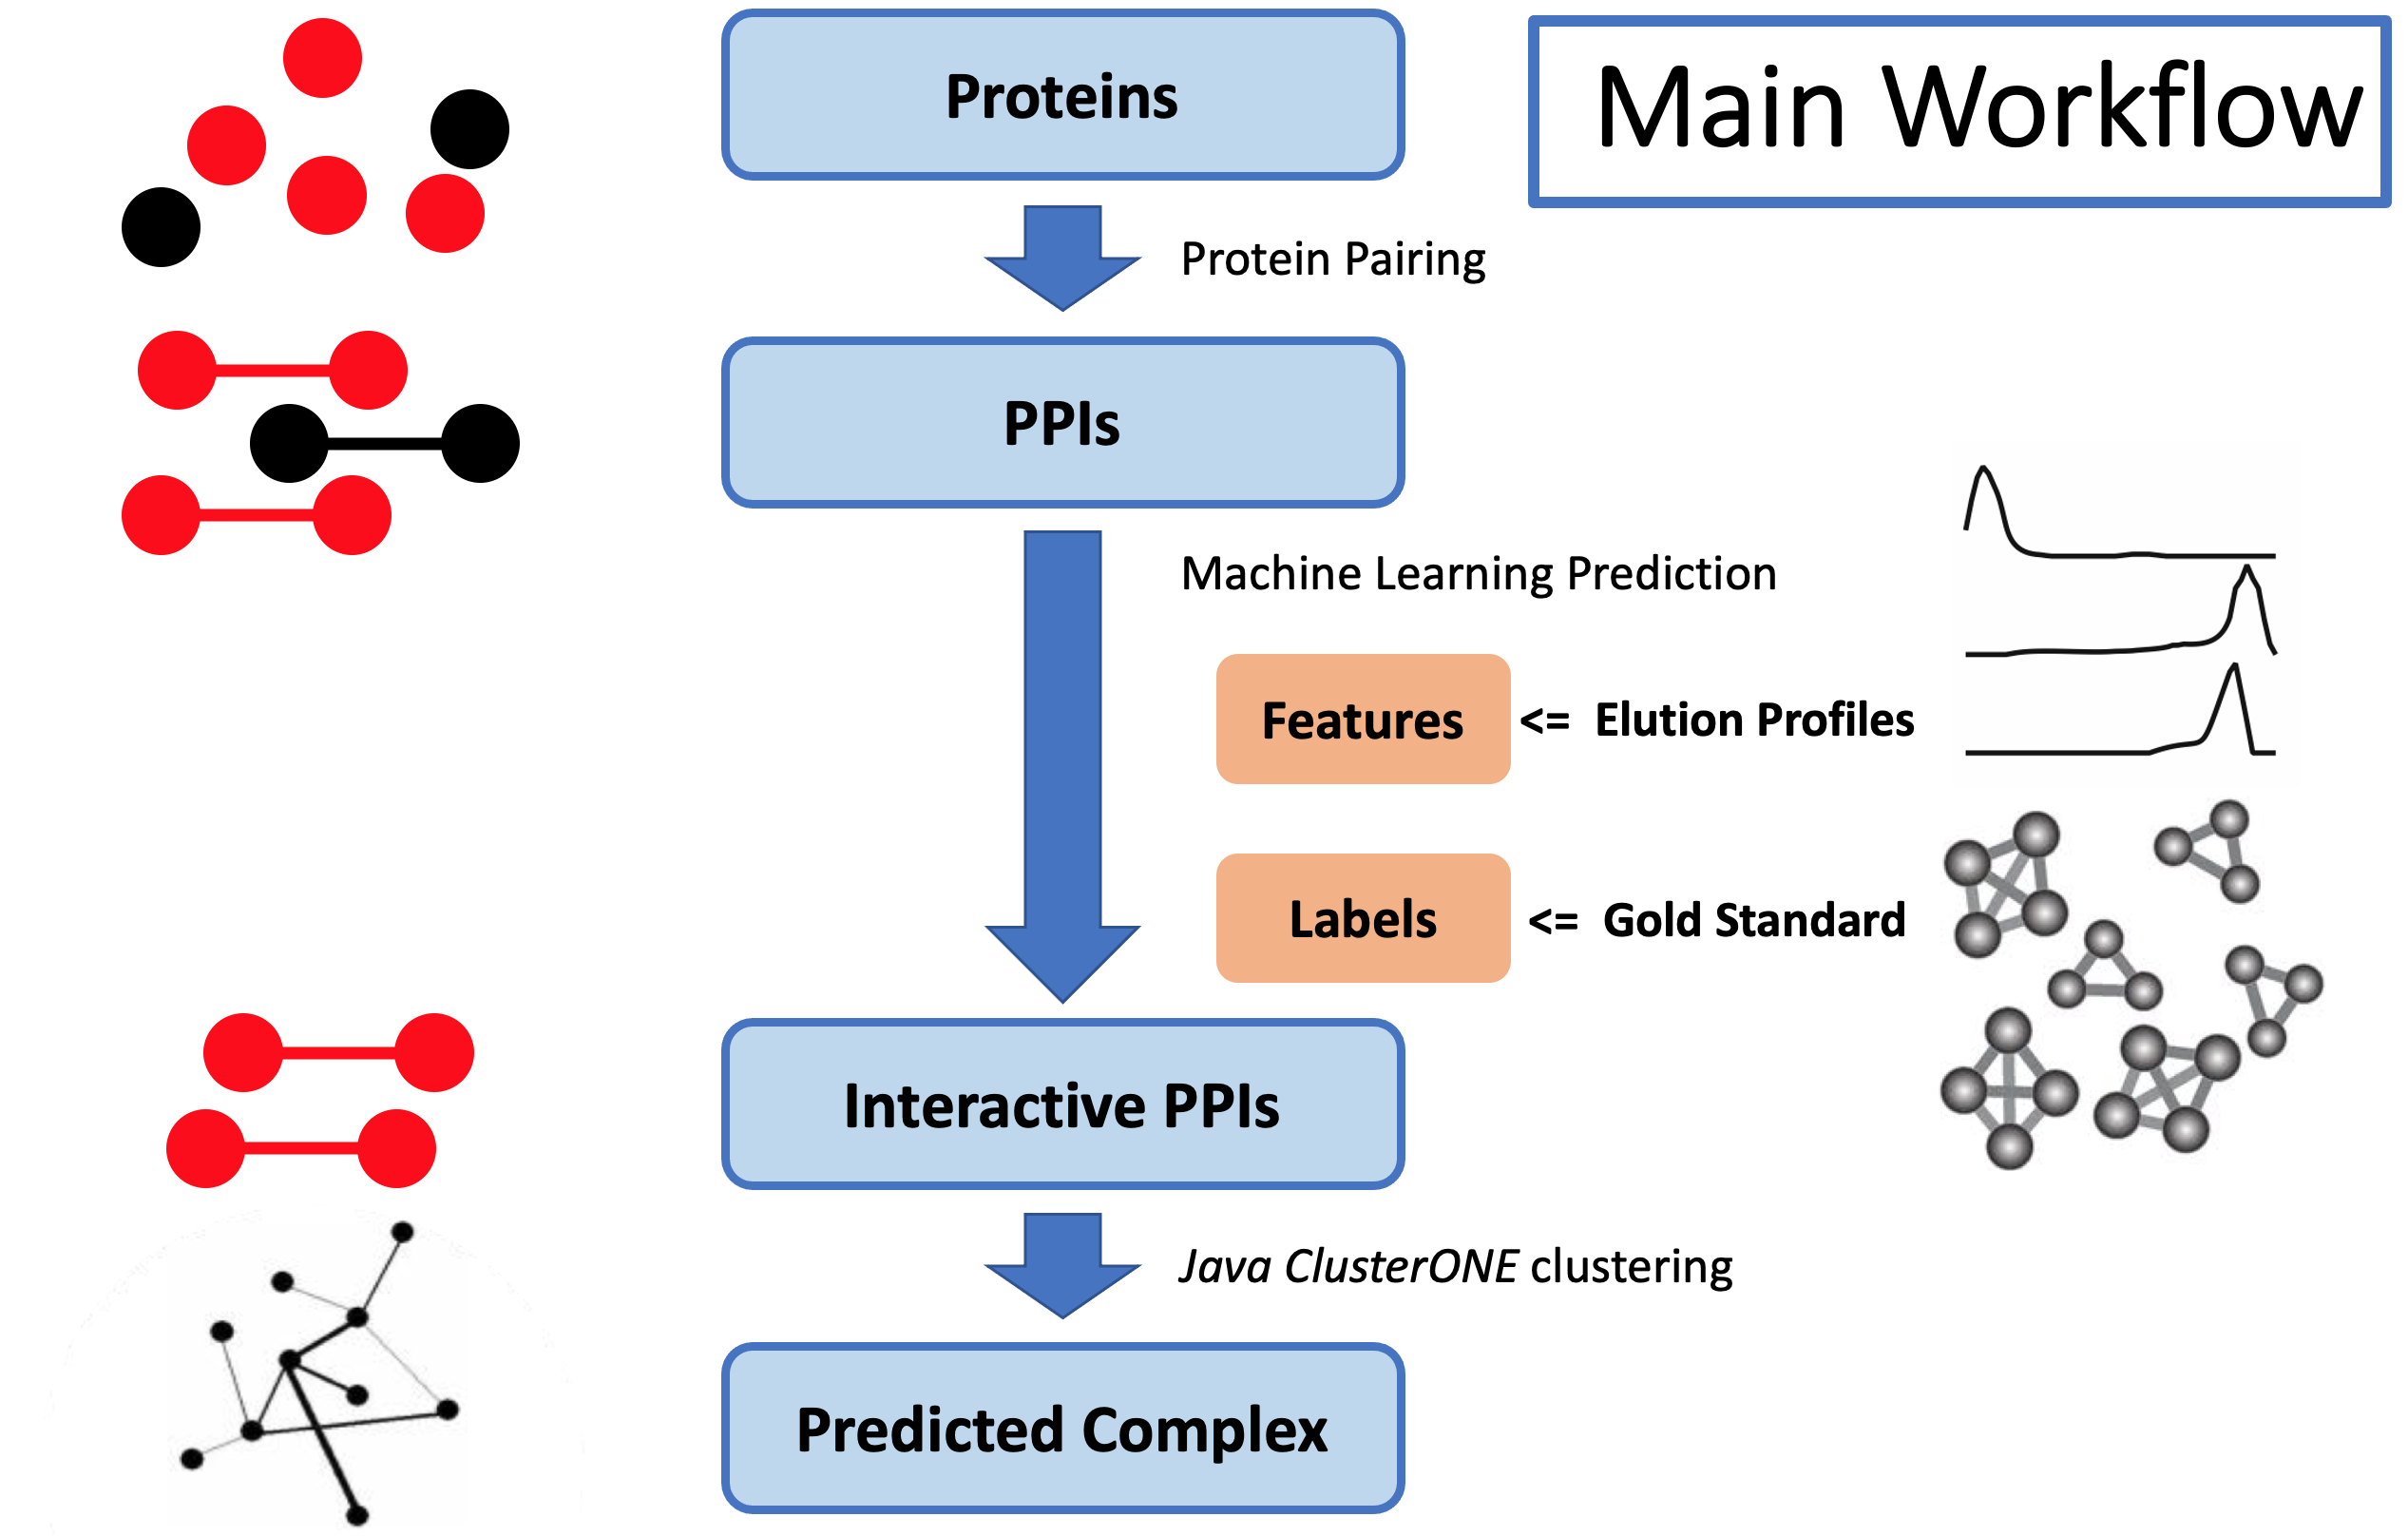 Main Workflow
Proteins
Protein Pairing
PPIs
Machine Learning Prediction
Features <= Elution Profiles
Labels <= Gold Standard
Interactive PPIs
Java ClusterONE clustering
Predicted Complex